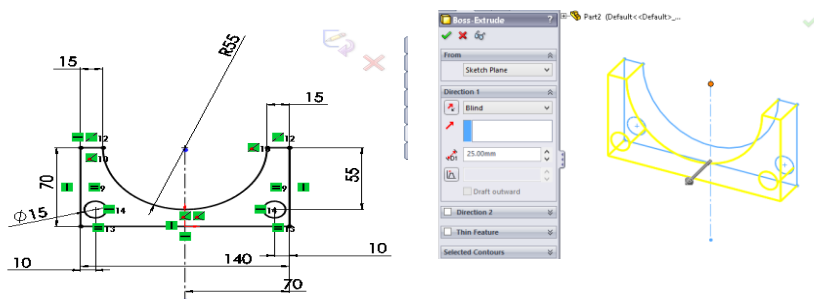 R55
15
15
12
12
10
10
70
55
9
9
Φ15
14
14
13
13
10
10
140
70
Boss-Extrude
?
From
Sketch Plane
Direction 1
Blind
D1
25.00mm
Draft outward
Direction 2
Thin Feature
Selected Contours
Part2 (Default<<Default>_...